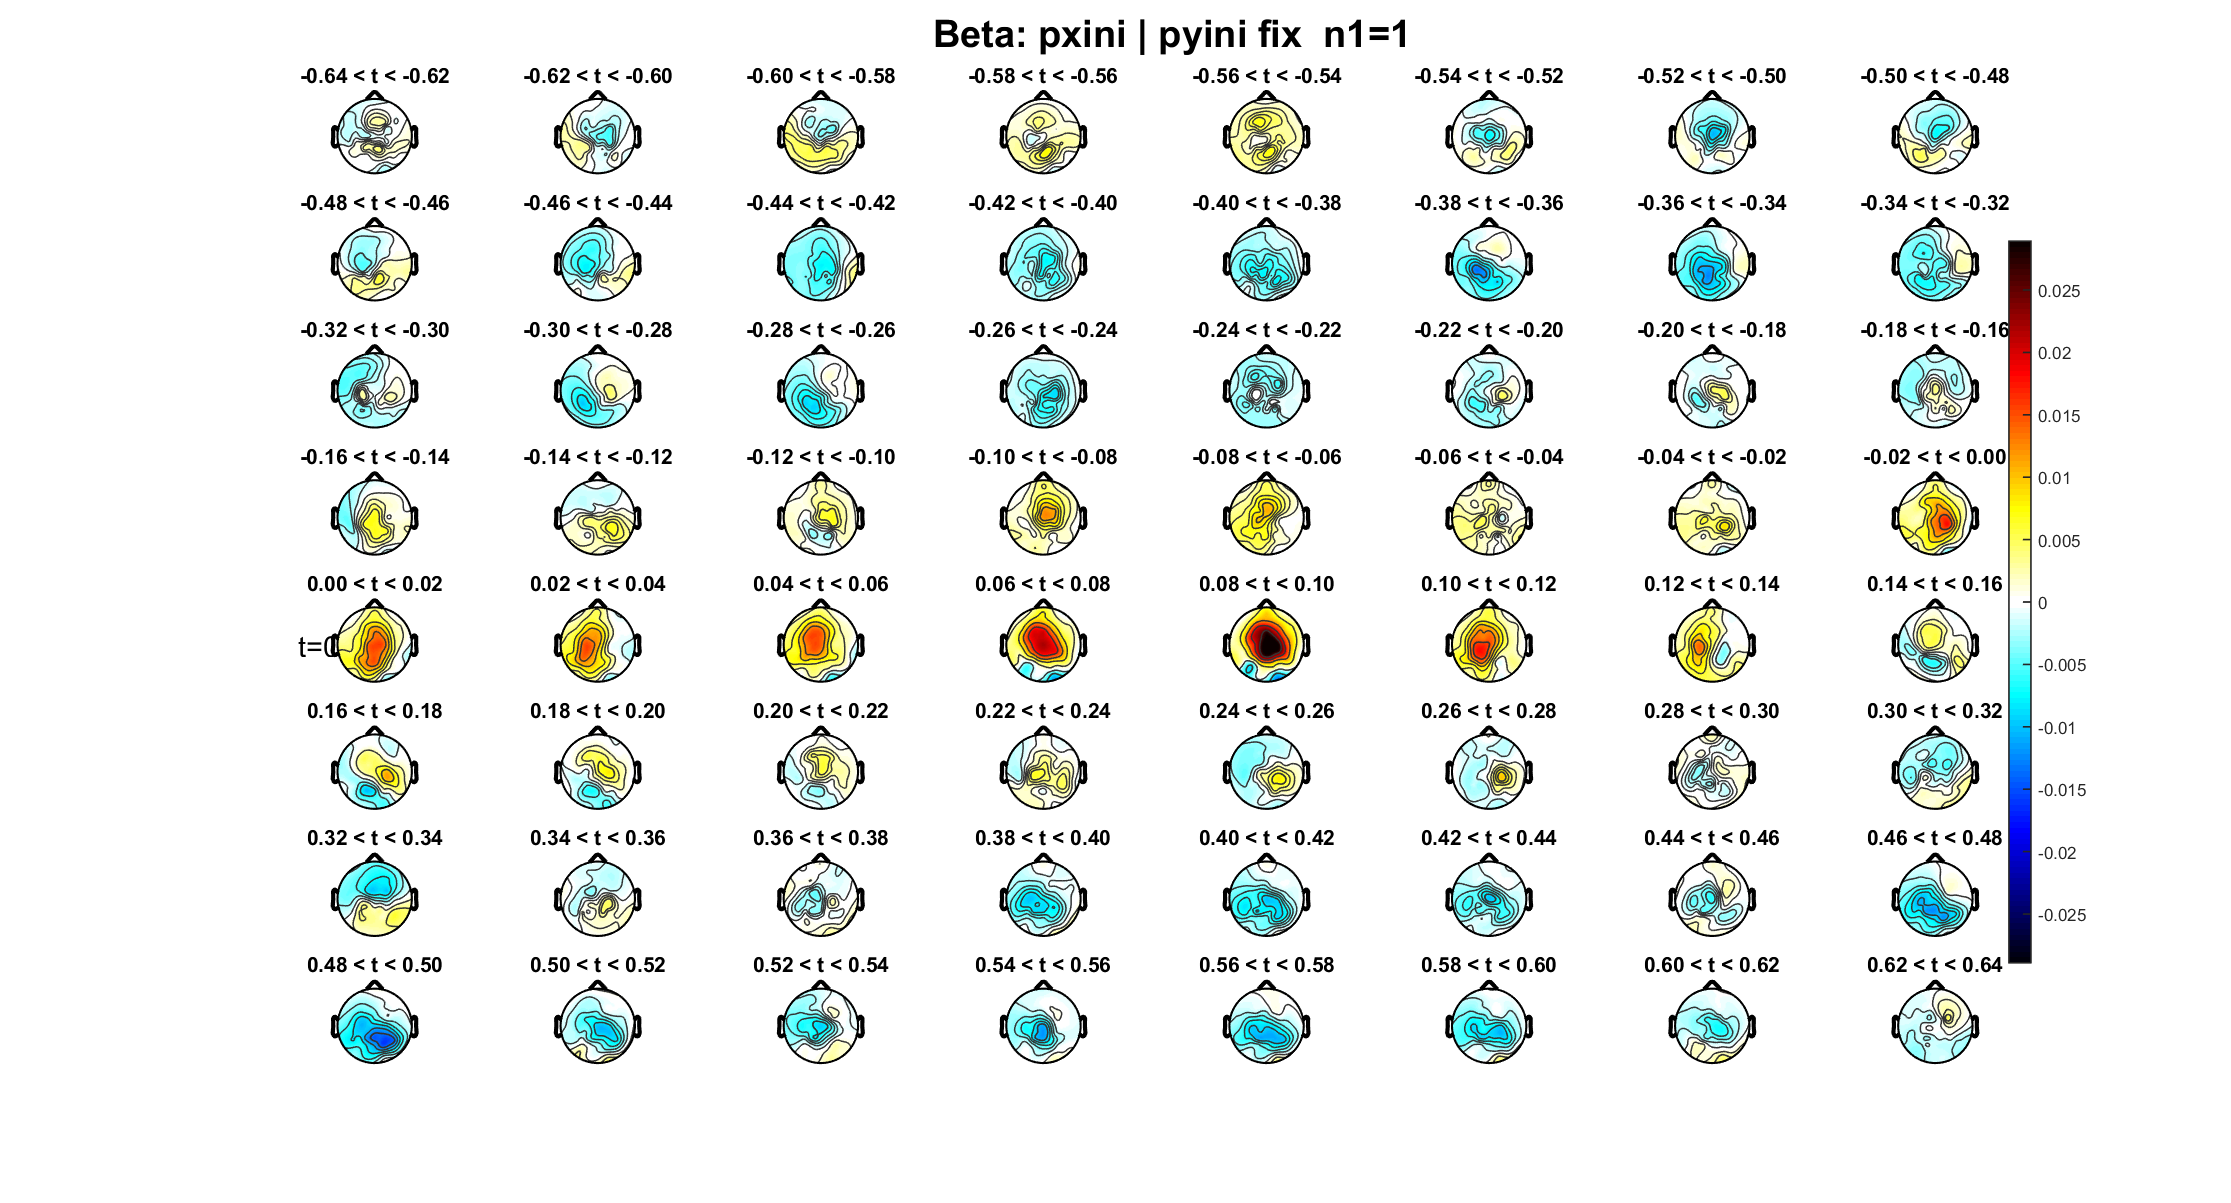 Beta: pxini | pyini fix  n1=1
-0.64 < t < -0.62 -0.62 < t < -0.60 -0.60 < t < -0.58 -0.58 < t < -0.56 -0.56 < t < -0.54 -0.54 < t < -0.52 -0.52 < t < -0.50 -0.50 < t < -0.48
-0.48 < t < -0.46 -0.46 < t < -0.44 -0.44 < t < -0.42 -0.42 < t < -0.40 -0.40 < t < -0.38 -0.38 < t < -0.36 -0.36 < t < -0.34 -0.34 < t < -0.32
-0.32 < t < -0.30 -0.30 < t < -0.28 -0.28 < t < -0.26 -0.26 < t < -0.24 -0.24 < t < -0.22 -0.22 < t < -0.20 -0.20 < t < -0.18 -0.18 < t < -0.16
-0.16 < t < -0.14 -0.14 < t < -0.12 -0.12 < t < -0.10 -0.10 < t < -0.08 -0.08 < t < -0.06 -0.06 < t < -0.04 -0.04 < t < -0.02 -0.02 < t < 0.00
0.00 < t < 0.02 0.02 < t < 0.04 0.04 < t < 0.06 0.06 < t < 0.08 0.08 < t < 0.10 0.10 < t < 0.12 0.12 < t < 0.14 0.14 < t < 0.16
t=0
0.16 < t < 0.18 0.18 < t < 0.20 0.20 < t < 0.22 0.22 < t < 0.24 0.24 < t < 0.26 0.26 < t < 0.28 0.28 < t < 0.30 0.30 < t < 0.32
0.32 < t < 0.34 0.34 < t < 0.36 0.36 < t < 0.38 0.38 < t < 0.40 0.40 < t < 0.42 0.42 < t < 0.44 0.44 < t < 0.46 0.46 < t < 0.48
0.48 < t < 0.50 0.50 < t < 0.52 0.52 < t < 0.54 0.54 < t < 0.56 0.56 < t < 0.58 0.58 < t < 0.60 0.60 < t < 0.62 0.62 < t < 0.64
0.025
0.02
0.015
0.01
0.005
0
-0.005
-0.01
-0.015
-0.02
-0.025